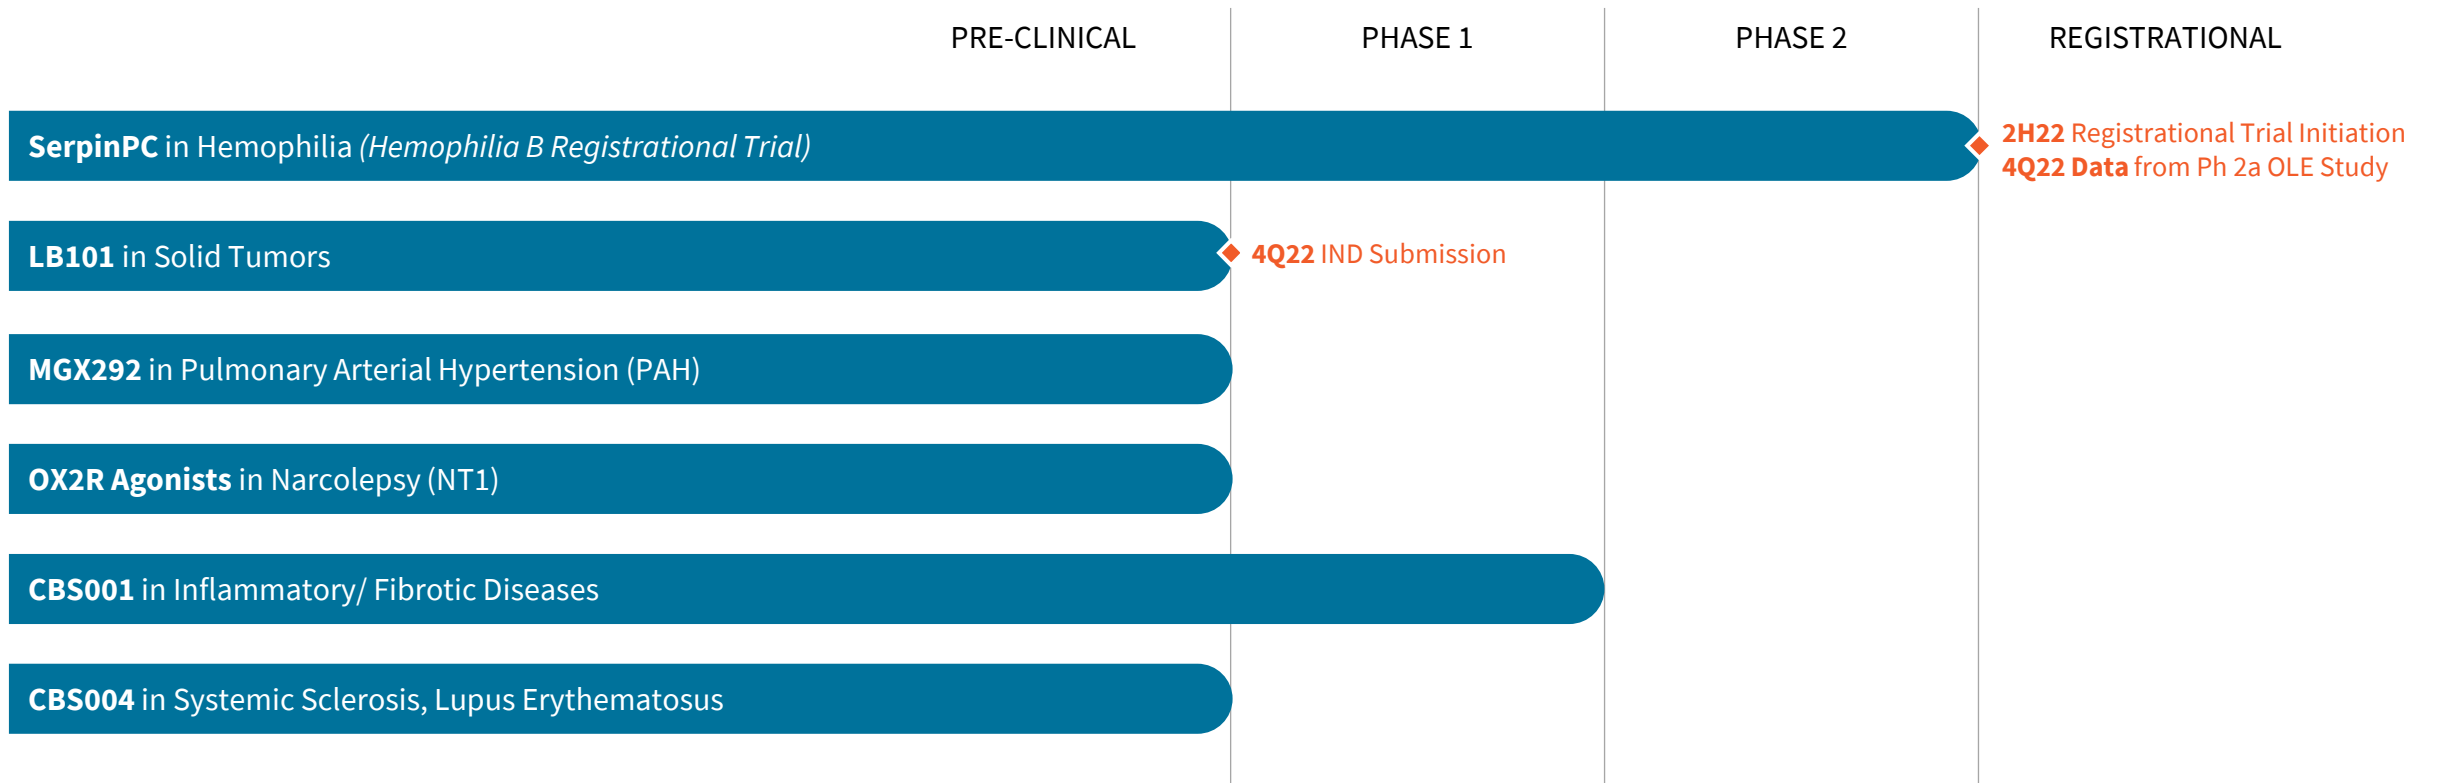 PRE-CLINICAL PHASE 1 PHASE 2 REGISTRATIONAL
SerpinPC in Hemophilia (Hemophilia B Registrational Trial)
2H22 Registrational Trial Initiation
4Q22 Data from Ph 2a OLE Study
LB101 in Solid Tumors
4Q22 IND Submission
MGX292 in Pulmonary Arterial Hypertension (PAH)
OX2R Agonists in Narcolepsy (NT1)
CBS001 in Inflammatory/ Fibrotic Diseases
CBS004 in Systemic Sclerosis, Lupus Erythematosus